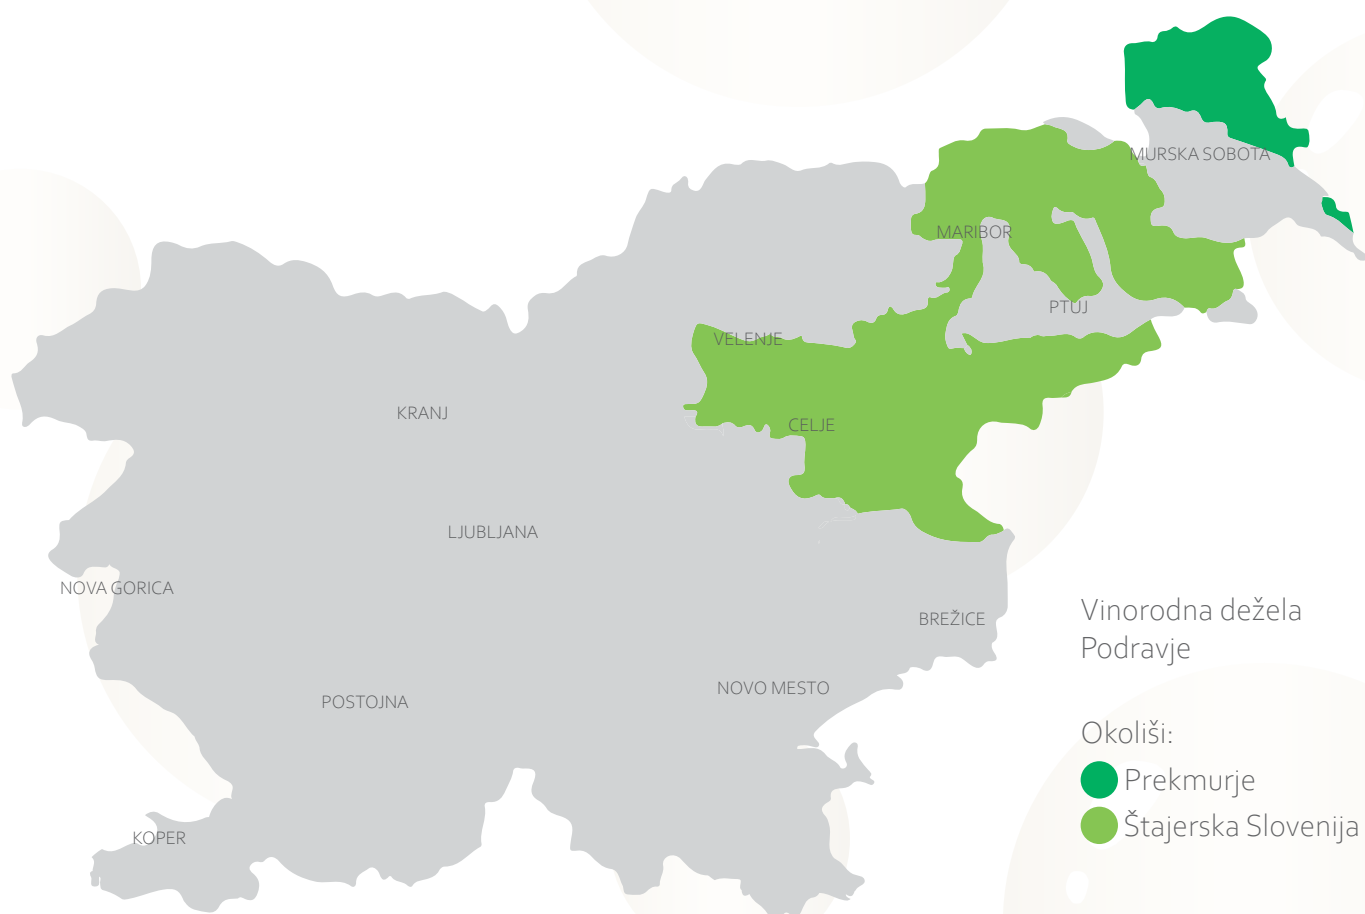 MURSKA SOBOTA
MARIBOR
PTUJ
VELENJE
KRANJ
CELJE
LJUBLJANA
NOVA GORICA
BREŽICE
NOVO MESTO
POSTOJNA
KOPER
Vinorodna dežela
Podravje
Okoliši:
Prekmurje
Štajerska Slovenija